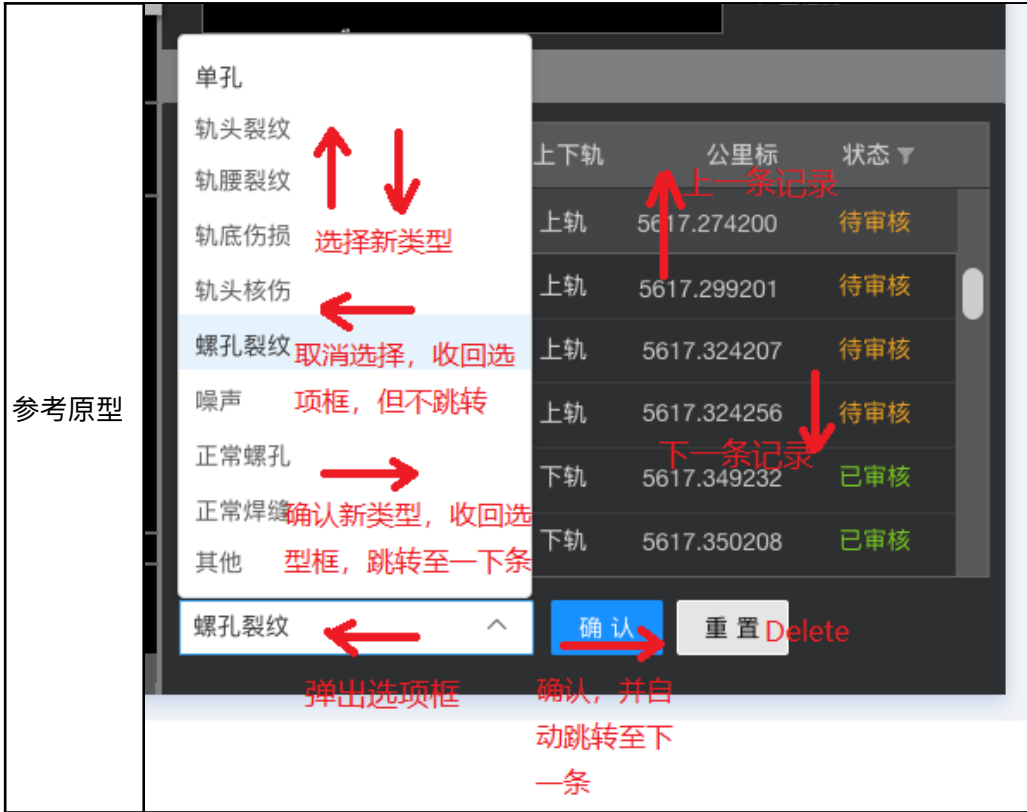 参考原型
单孔
轨头裂纹
轨腰裂纹
轨底伤损
轨头核伤
螺孔裂纹
噪声
正常螺孔
正常焊缝
其他
选择新类型
取消选择，收回选
项框，但不跳转
确认新类型，收回选
型框，跳转至一下条
上下轨 公里标 状态
上一条记录
上轨 5617.274200 待审核
上轨 5617.299201 待审核
上轨 5617.324207 待审核
上轨 5617.324256 待审核
下一条记录
下轨 5617.349232 已审核
下轨 5617.350208 已审核
螺孔裂纹
确 认
重 置
Delete
弹出选项框
确认，并自
动跳转至下
一条